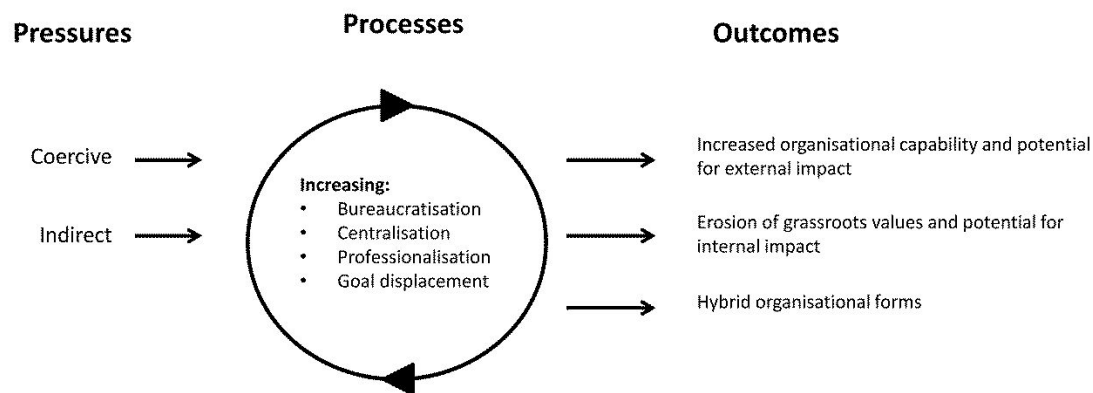 Pressures
Processes
Outcomes
Coercive
Indirect
Increasing:
• Bureaucratisation
• Centralisation
• Professionalisation
• Goal displacement
Increased organisational capability and potential
for external impact
Erosion of grassroots values and potential for
internal impact
Hybrid organisational forms